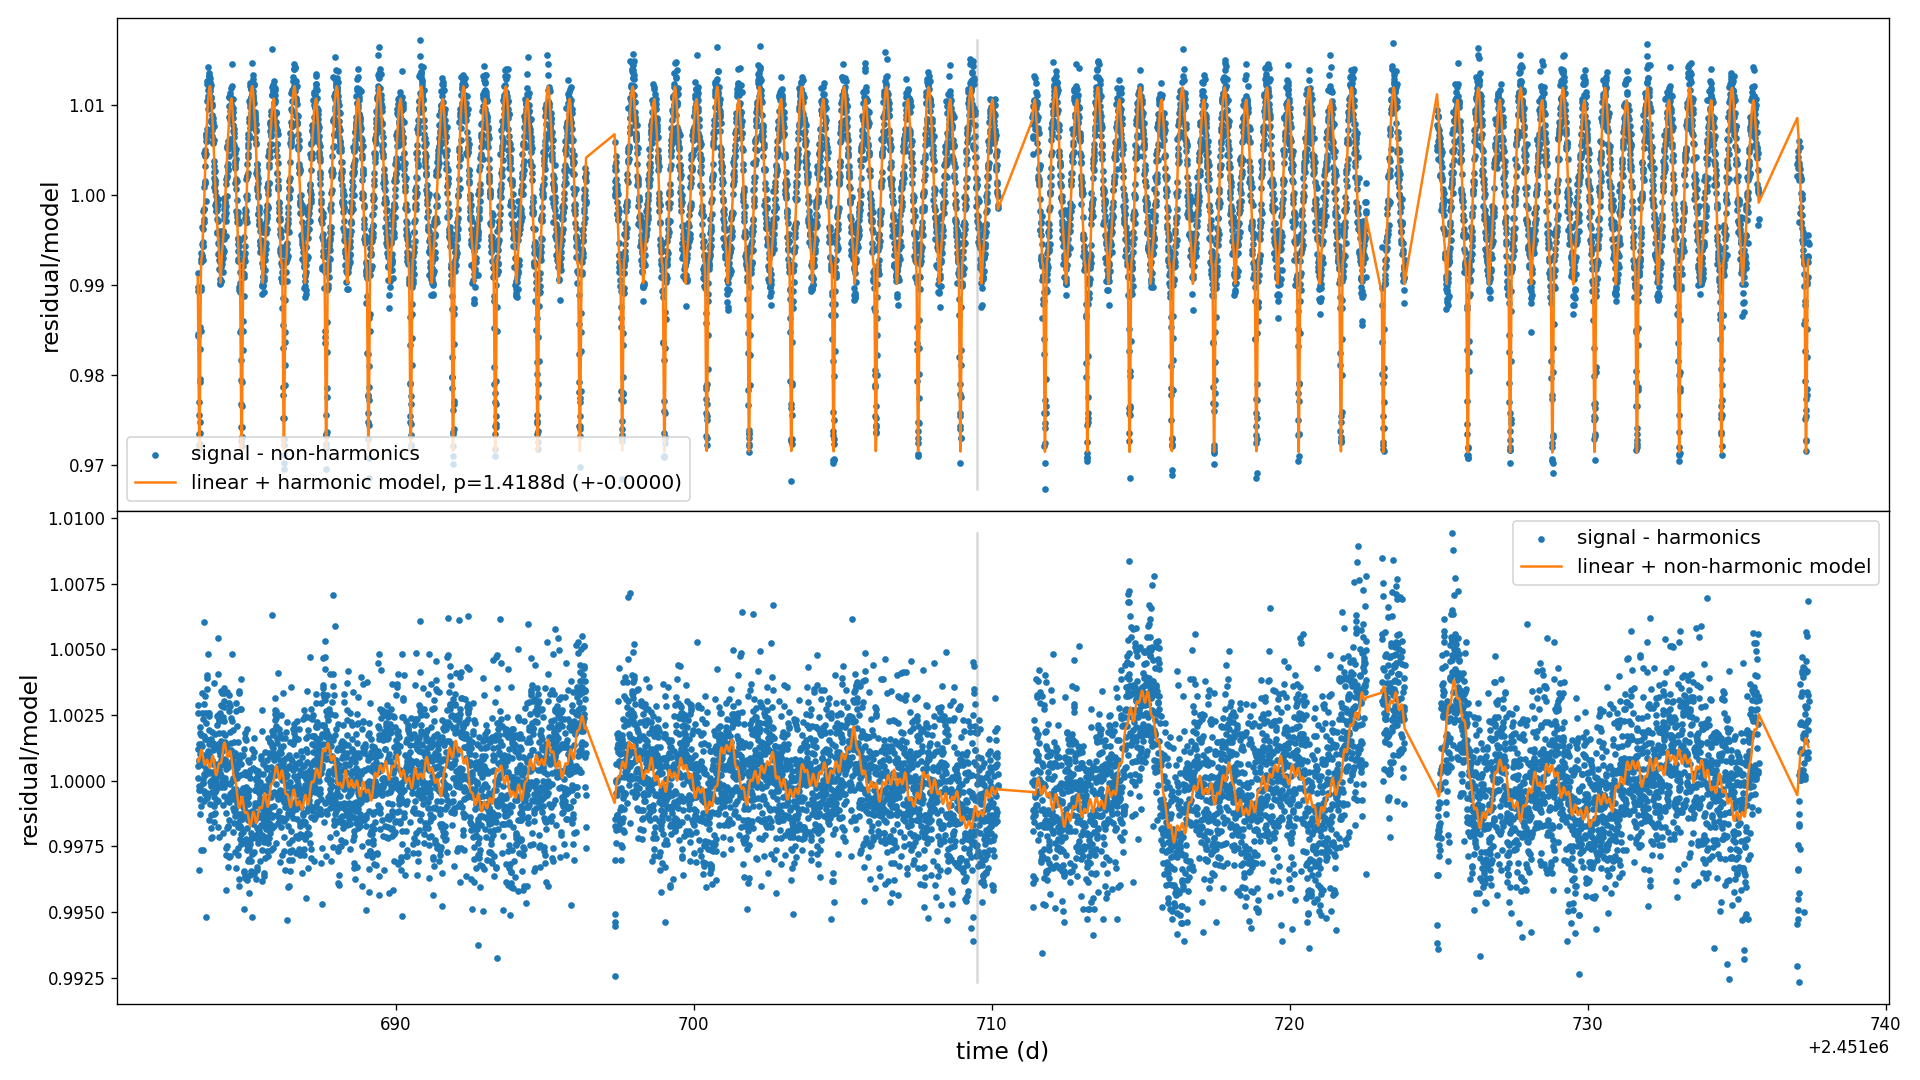 residual/model
1.01
1.00
0.99
0.98
0.97
signal - non-harmonics
linear + harmonic model, p=1.4188d (+-0.0000)
residual/model
1.0100
1.0075
1.0050
1.0025
1.0000
0.9975
0.9950
0.9925
signal - harmonics
linear + non-harmonic model
690 700 710 720 730 740
time (d)
+2.451e6